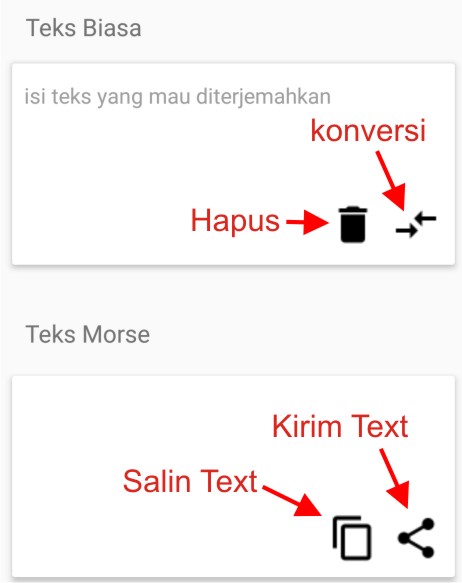 Teks Biasa
isi teks yang mau diterjemahkan
konversi
Hapus
Teks Morse
Kirim Text
Salin Text